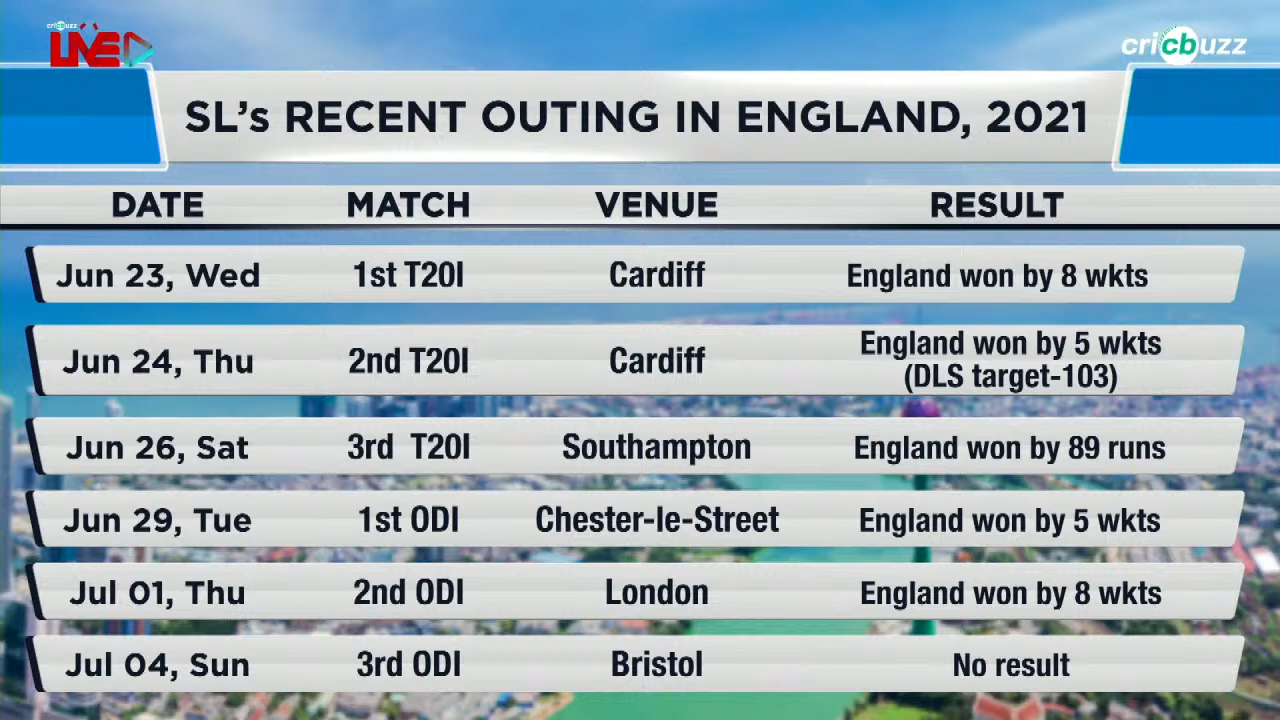 cricbuzz
LIVE
cricbuzz
SL's RECENT OUTING IN ENGLAND, 2021
DATE MATCH VENUE RESULT
Jun 23, Wed 1st T20I Cardiff England won by 8 wkts
Jun 24, Thu 2nd T20I Cardiff England won by 5 wkts
(DLS target-103)
Jun 26, Sat 3rd T20I Southampton England won by 89 runs
Jun 29, Tue 1st ODI Chester-le-Street England won by 5 wkts
Jul 01, Thu 2nd ODI London England won by 8 wkts
Jul 04, Sun 3rd ODI Bristol No result